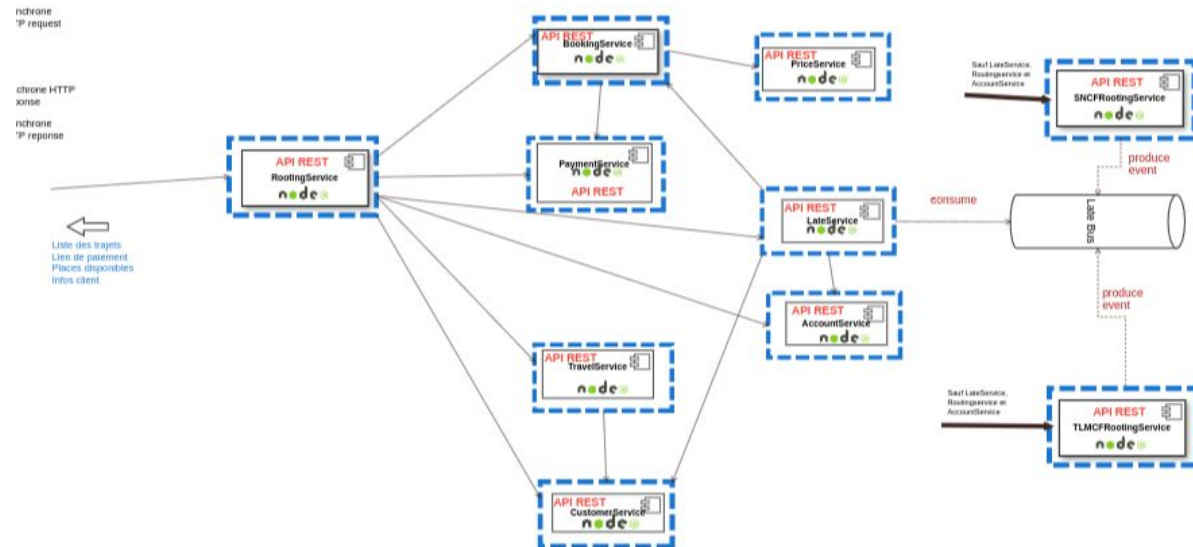 nchrone
'P request
chrone HTTP
onse
nchrone
'P reponse
Liste des trajets
Lien de paiement
Places disponibles
Infos client
API REST
RootingService
node
API REST
BookingService
node
API REST
PriceService
node
PaymentService
node
API REST
API REST
LateService
node
API REST
AccountService
node
API REST
TravelService
node
API REST
CustomerService
node
consume
Late Bus
Sauf LateService,
Routingservice et
AccountService
API REST
SNCFRootingService
node
produce
event
produce
event
Sauf LateService,
Routingservice et
AccountService
API REST
TLMCFRootingService
node